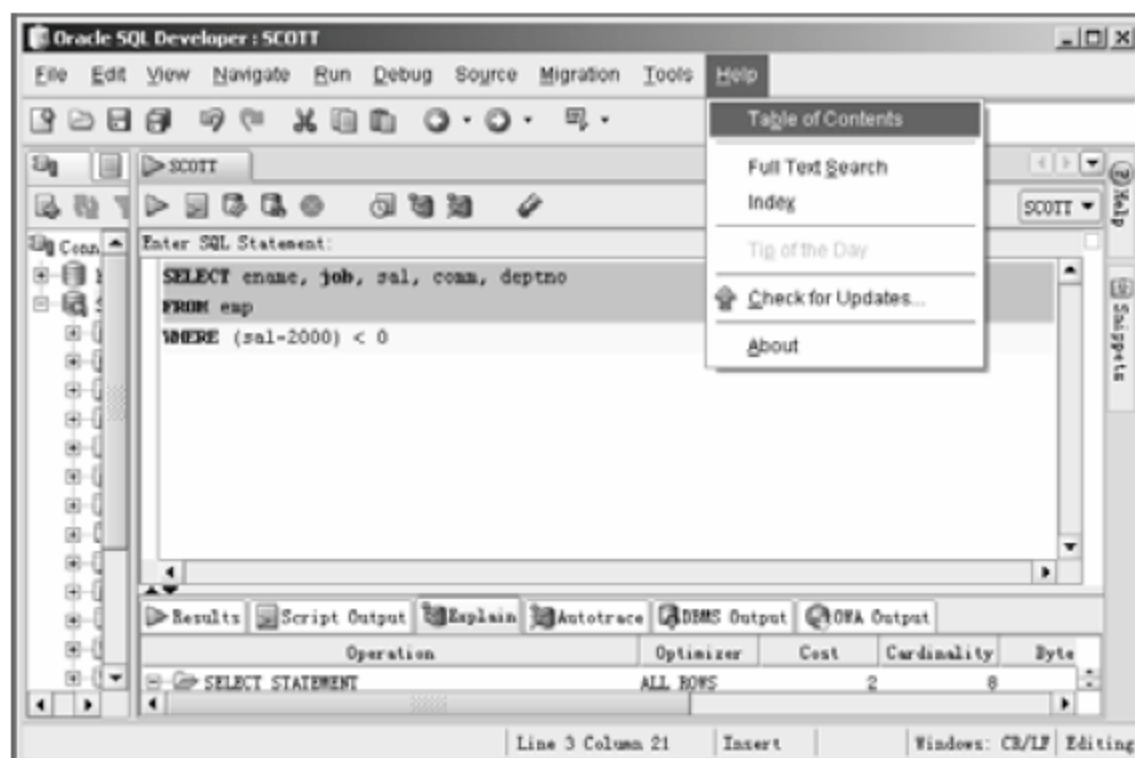 Oracle SQL Developer : SCOTT
File Edit View Navigate Run Debug Source Migration Tools Help
Table of Contents
Full Text Search
Index
Tip of the Day
Check for Updates...
About
SCOTT
SCOTT
Help
Snippets
Conn
Enter SQL Statement:
SELECT ename, job, sal, comm, deptno
FROM emp
WHERE (sal-2000) < 0
Results Script Output Explain Autotrace DBMS Output OWA Output
Operation Optimizer Cost Cardinality Byte
SELECT STATEMENT ALL ROWS 2 8
Line 3 Column 21 Insert Windows: CR/LF Editing